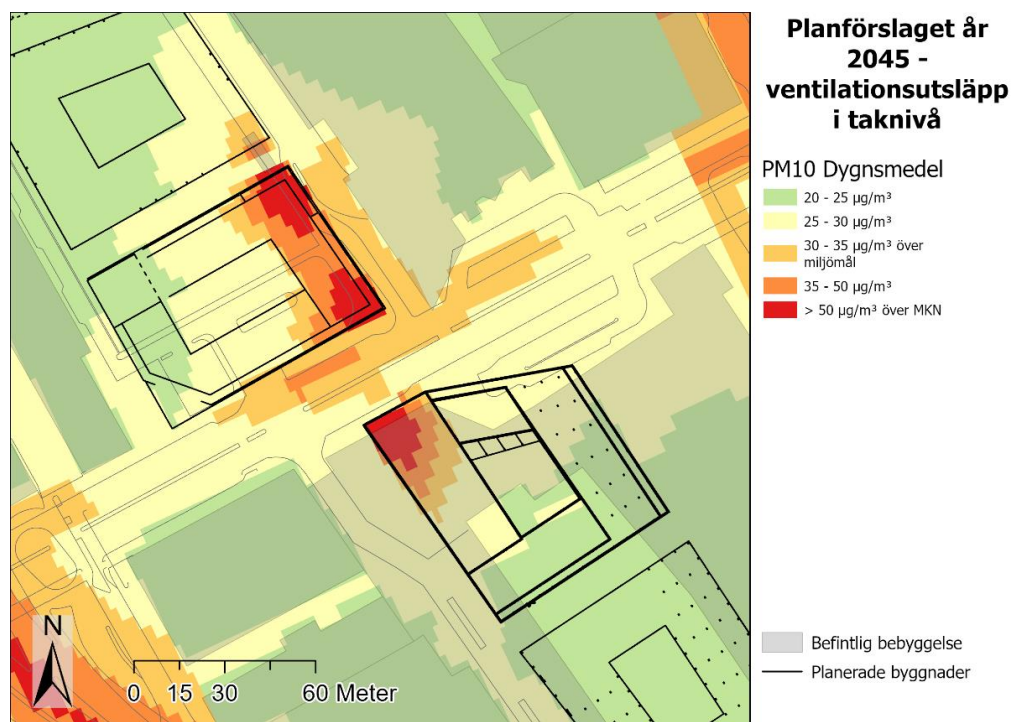 Planförslaget år
2045 -
ventilationsutsläpp
i taknivå
PM10 Dygnsmedel
20 - 25 µg/m³
25 - 30 µg/m³
30 - 35 µg/m³ över
miljömål
35 - 50 µg/m³
> 50 µg/m³ över MKN
Befintlig bebyggelse
Planerade byggnader
N
0 15 30 60 Meter